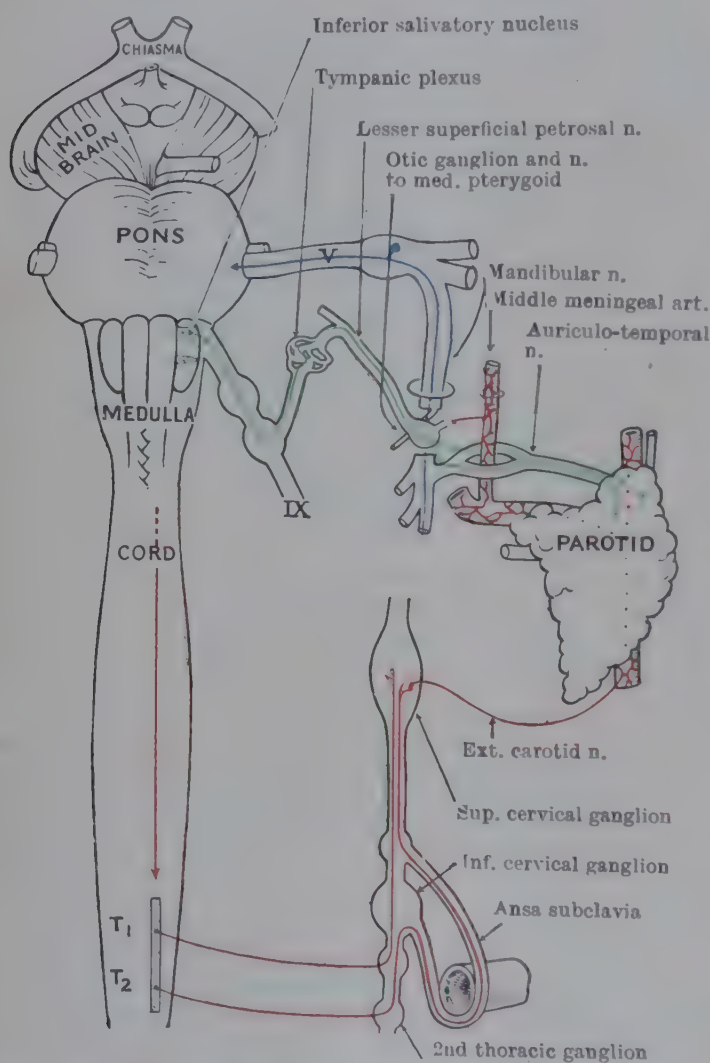 Inferior salivatory nucleus
CHIASMA
Tympanic plexus
MID
BRAIN
Lesser superficial petrosal n.
Otic ganglion and n.
to med. pterygoid
PONS
V
Mandibular n.
Middle meningeal art.
Auriculo-temporal
n.
MEDULLA
IX
CORD
PAROTID
Ext. carotid n.
Sup. cervical ganglion
Inf. cervical ganglion
Ansa subclavia
T1
T2
2nd thoracic ganglion